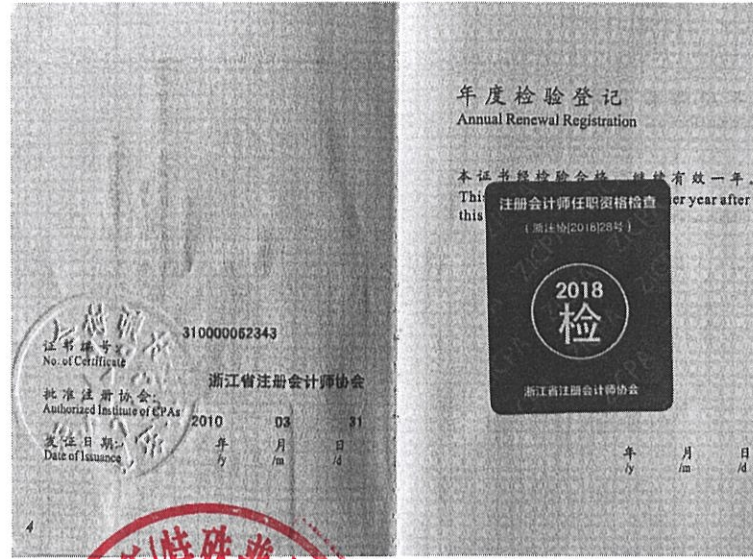 310000062343
证书编号:
No. of Certificate
浙江省注册会计师协会
批准注册协会:
Authorized Institute of CPAs
2010 03 31
发证日期: 年 月 日
Date of Issuance /y /m /d
4
年度检验登记
Annual Renewal Registration
本证书经检验合格,继续有效一年。
Thi er year after
this
注册会计师任职资格检查
(浙注协[2018]28号)
2018
检
浙江省注册会计师协会
年 月 日
/y /m /d